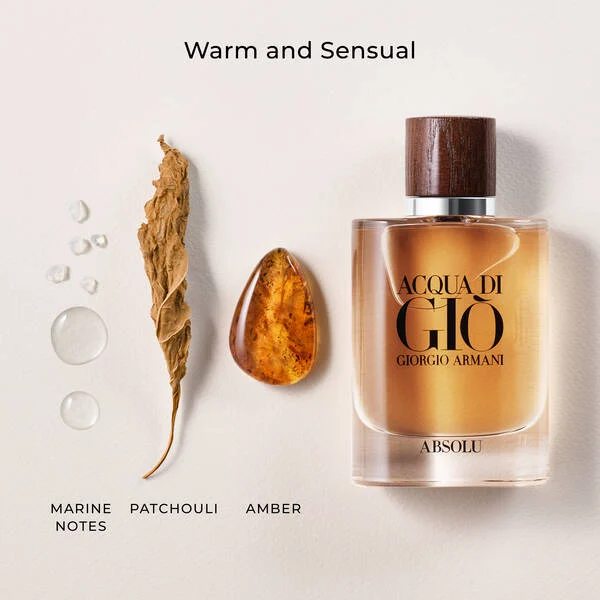 Warm and Sensual
ACQUA DI
GIÒ
GIORGIO ARMANI
ABSOLU
MARINE
NOTES
PATCHOULI
AMBER